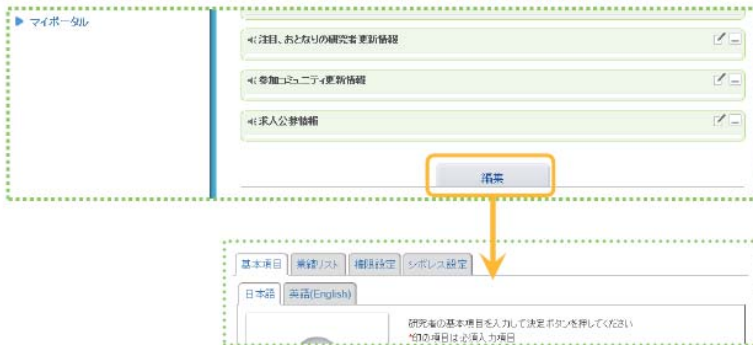 マイポータル
注目、おとなりの研究者更新情報
参加コミュニティ更新情報
求人公募情報
編集
基本項目 業績リスト 権限設定 シボレス設定
日本語 英語(English)
研究者の基本項目を入力して決定ボタンを押してください
*印の項目は必須入力項目